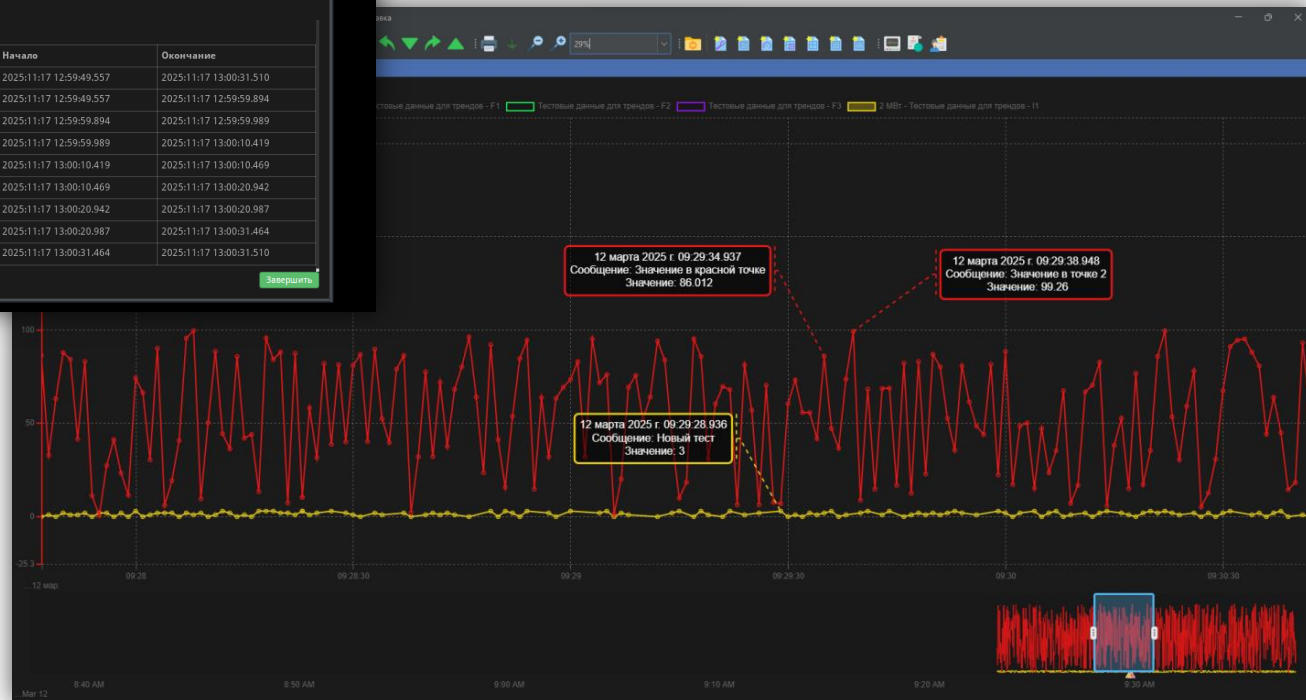 Начало Окончание
2025:11:17 12:59:49.557 2025:11:17 13:00:31.510
2025:11:17 12:59:49.557 2025:11:17 12:59:59.894
2025:11:17 12:59:59.894 2025:11:17 12:59:59.989
2025:11:17 12:59:59.989 2025:11:17 13:00:10.419
2025:11:17 13:00:10.419 2025:11:17 13:00:10.469
2025:11:17 13:00:10.469 2025:11:17 13:00:20.942
2025:11:17 13:00:20.942 2025:11:17 13:00:20.987
2025:11:17 13:00:20.987 2025:11:17 13:00:31.464
2025:11:17 13:00:31.464 2025:11:17 13:00:31.510
Завершить
29%
данные для трендов - F1 Тестовые данные для трендов - F2 Тестовые данные для трендов - F3 2 МВт - Тестовые данные для трендов - I1
12 марта 2025 г. 09:29:34.937
Сообщение: Значение в красной точке
Значение: 86.012
12 марта 2025 г. 09:29:38.948
Сообщение: Значение в точке 2
Значение: 99.26
12 марта 2025 г. 09:29:28.936
Сообщение: Новый тест
Значение: 3
100
50
0
-25.3
09:28 09:28:30 09:29 09:29:30 09:30 09:30:30
...12 мар.
8:40 AM 8:50 AM 9:00 AM 9:10 AM 9:20 AM 9:30 AM
...Mar 12